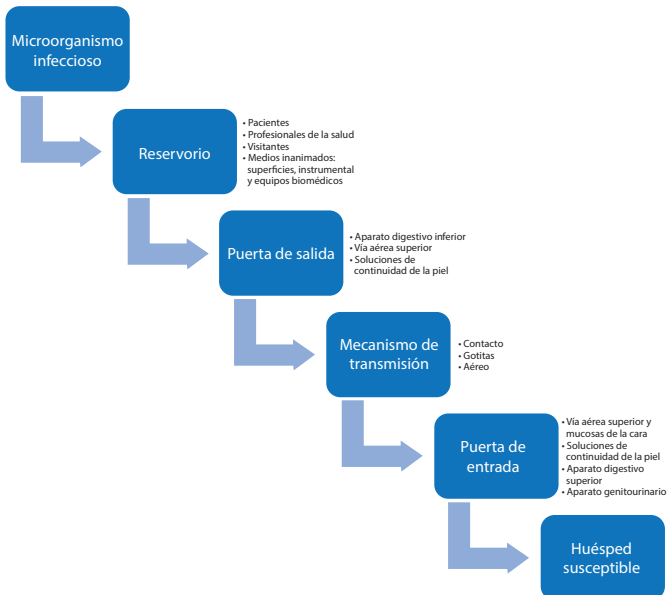 Microorganismo
infeccioso
Reservorio
• Pacientes
• Profesionales de la salud
• Visitantes
• Medios inanimados:
superficies, instrumental
y equipos biomédicos
Puerta de salida
• Aparato digestivo inferior
• Vía aérea superior
• Soluciones de
continuidad de la piel
Mecanismo de
transmisión
• Contacto
• Gotitas
• Aéreo
Puerta de
entrada
• Vía aérea superior y
mucosas de la cara
• Soluciones de
continuidad de la piel
• Aparato digestivo
superior
• Aparato genitourinario
Huésped
susceptible